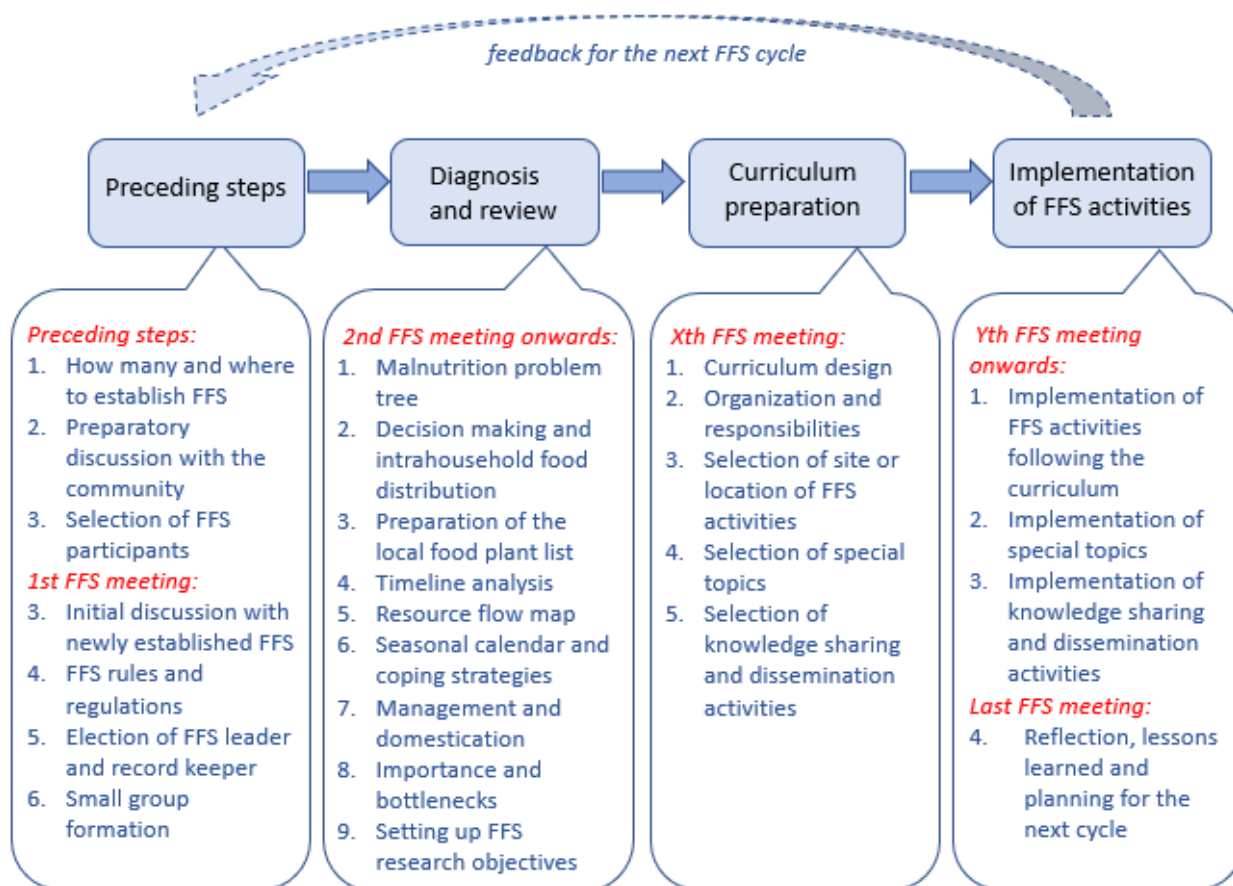 feedback for the next FFS cycle
Preceding steps
Diagnosis
and review
Curriculum
preparation
Implementation
of FFS activities
Preceding steps:
1. How many and where
to establish FFS
2. Preparatory
discussion with the
community
3. Selection of FFS
participants
1st FFS meeting:
3. Initial discussion with
newly established FFS
4. FFS rules and
regulations
5. Election of FFS leader
and record keeper
6. Small group
formation
2nd FFS meeting onwards:
1. Malnutrition problem
tree
2. Decision making and
intrahousehold food
distribution
3. Preparation of the
local food plant list
4. Timeline analysis
5. Resource flow map
6. Seasonal calendar and
coping strategies
7. Management and
domestication
8. Importance and
bottlenecks
9. Setting up FFS
research objectives
Xth FFS meeting:
1. Curriculum design
2. Organization and
responsibilities
3. Selection of site or
location of FFS
activities
4. Selection of special
topics
5. Selection of
knowledge sharing
and dissemination
activities
Yth FFS meeting
onwards:
1. Implementation of
FFS activities
following the
curriculum
2. Implementation of
special topics
3. Implementation of
knowledge sharing
and dissemination
activities
Last FFS meeting:
4. Reflection, lessons
learned and
planning for the
next cycle